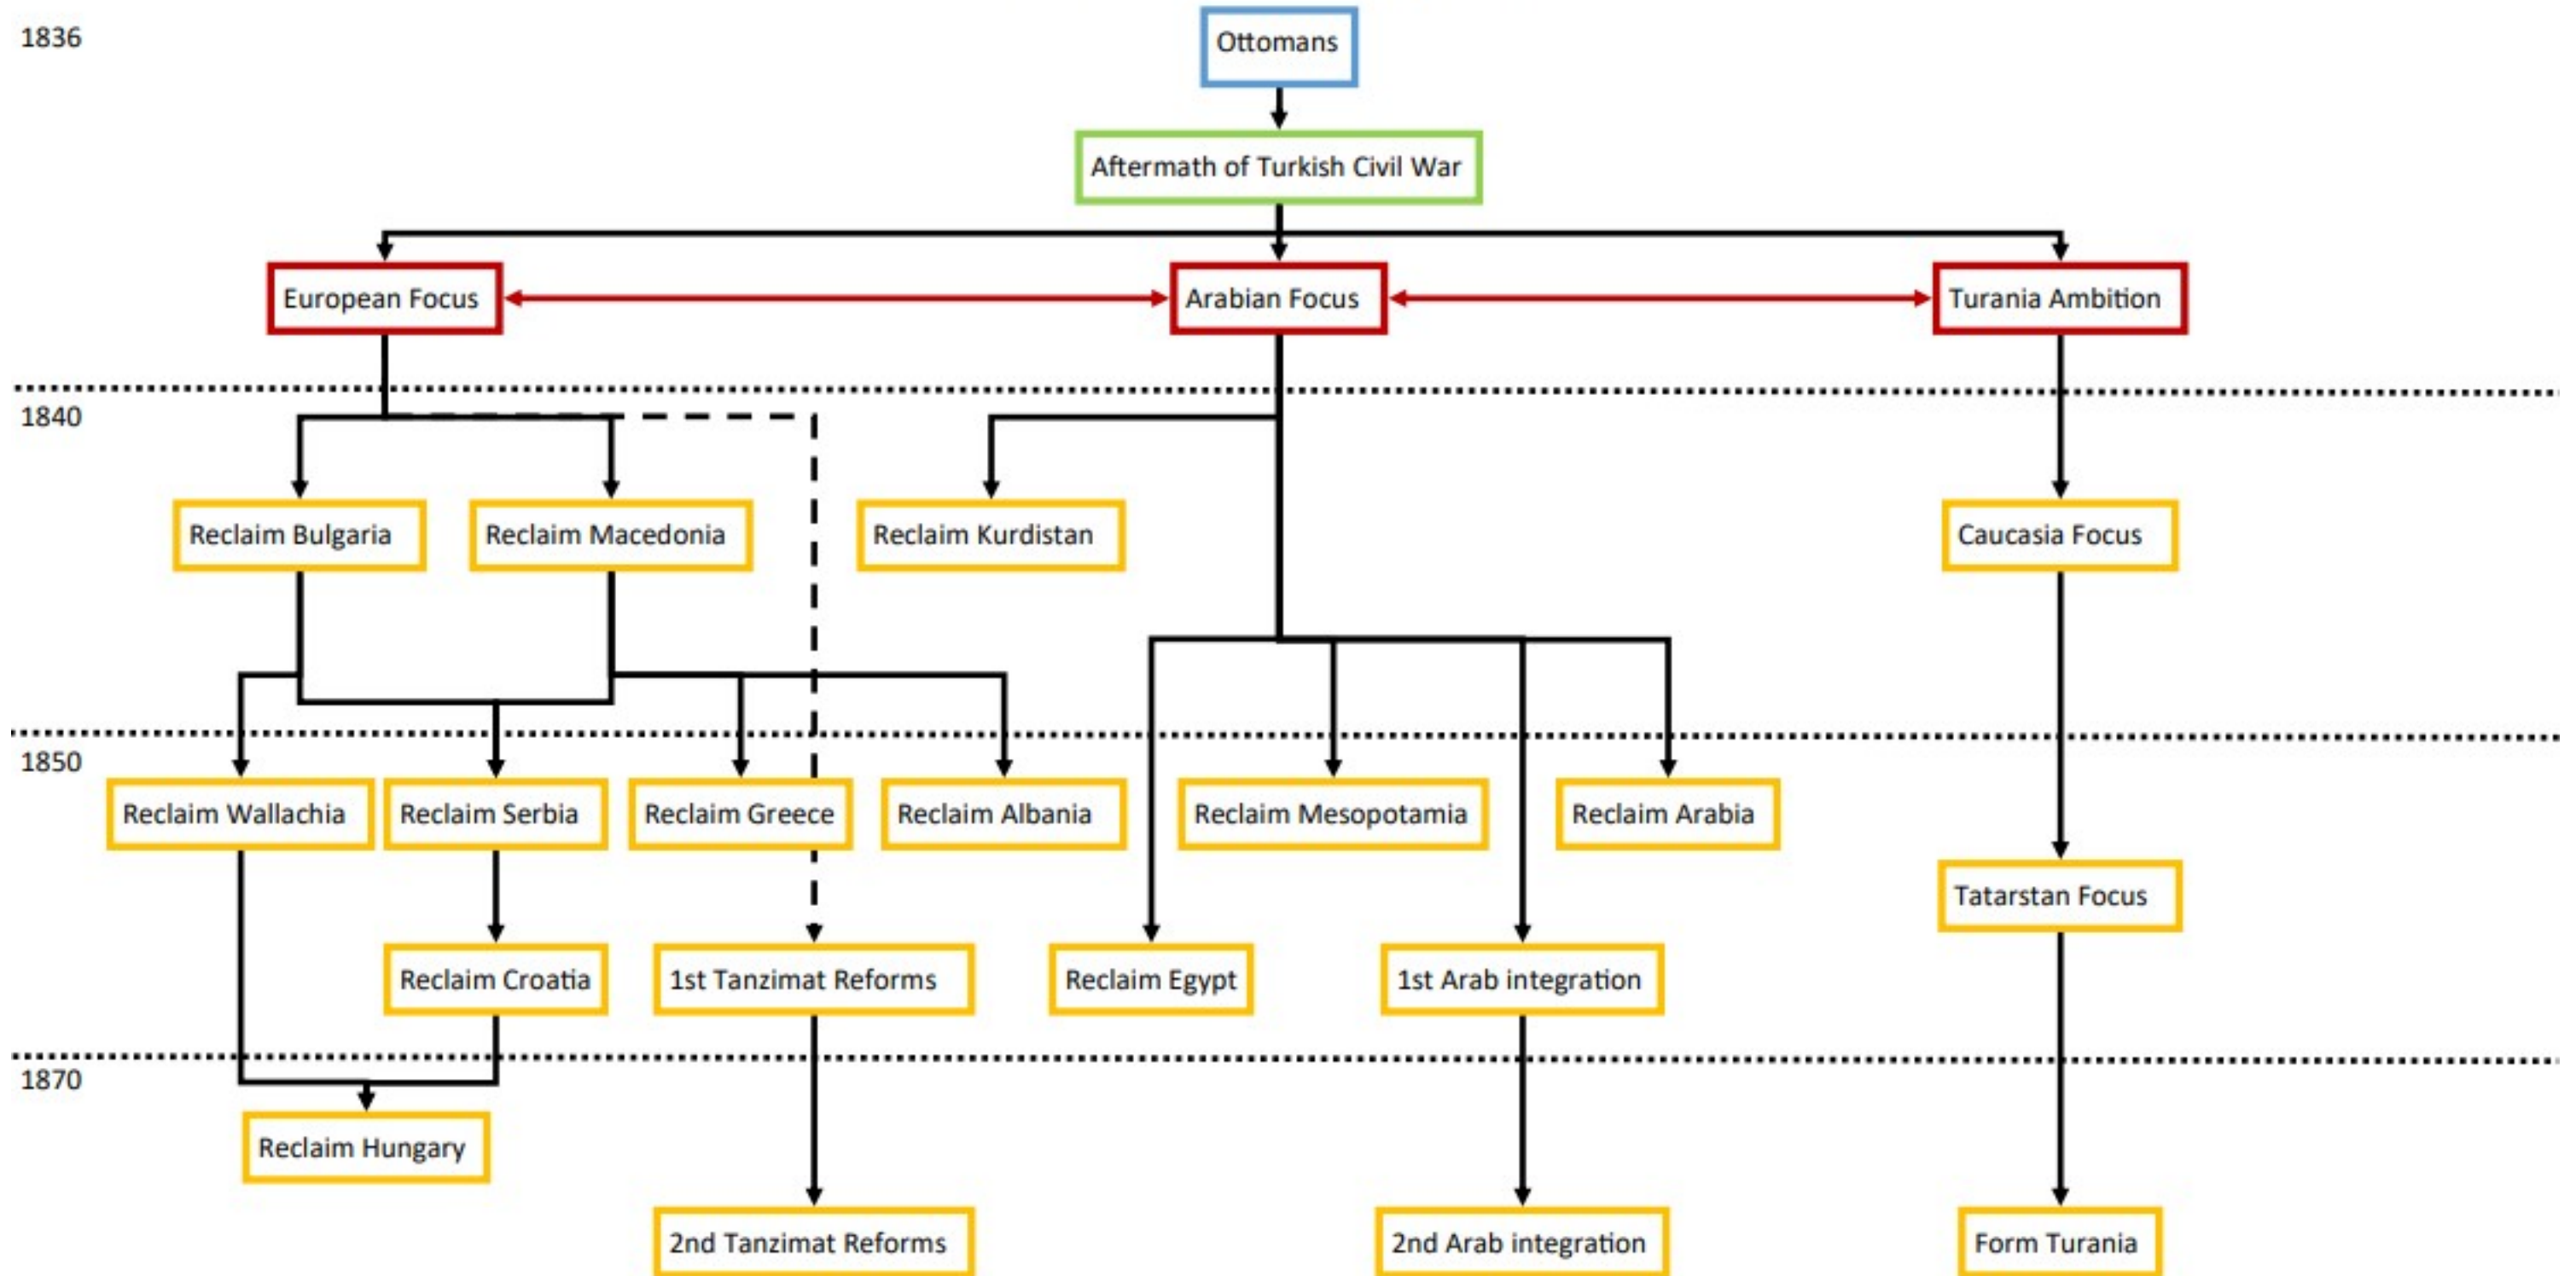 1836
Ottomans
Aftermath of Turkish Civil War
European Focus
Arabian Focus
Turania Ambition
1840
Reclaim Bulgaria
Reclaim Macedonia
Reclaim Kurdistan
Caucasia Focus
1850
Reclaim Wallachia
Reclaim Serbia
Reclaim Greece
Reclaim Albania
Reclaim Mesopotamia
Reclaim Arabia
Tatarstan Focus
Reclaim Croatia
1st Tanzimat Reforms
Reclaim Egypt
1st Arab integration
1870
Reclaim Hungary
2nd Tanzimat Reforms
2nd Arab integration
Form Turania